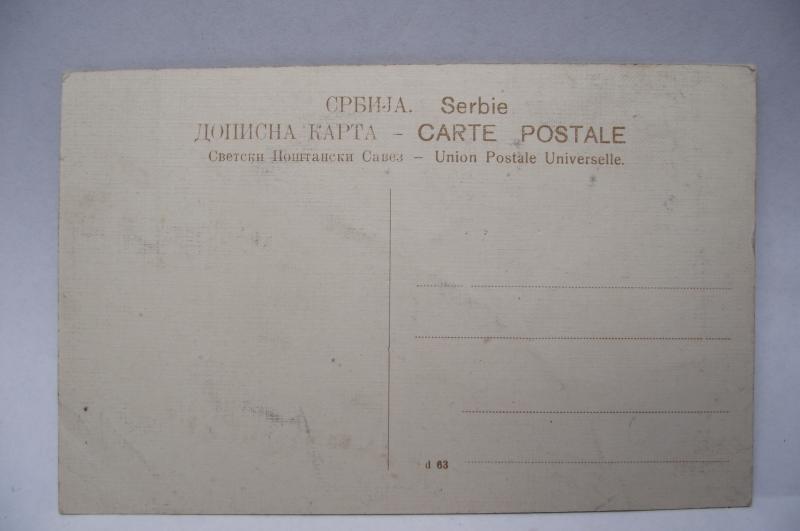 СРБИЈА. Serbie
ДОПИСНА КАРТА – CARTE POSTALE
Светски Поштански Савез – Union Postale Universelle.
d 63